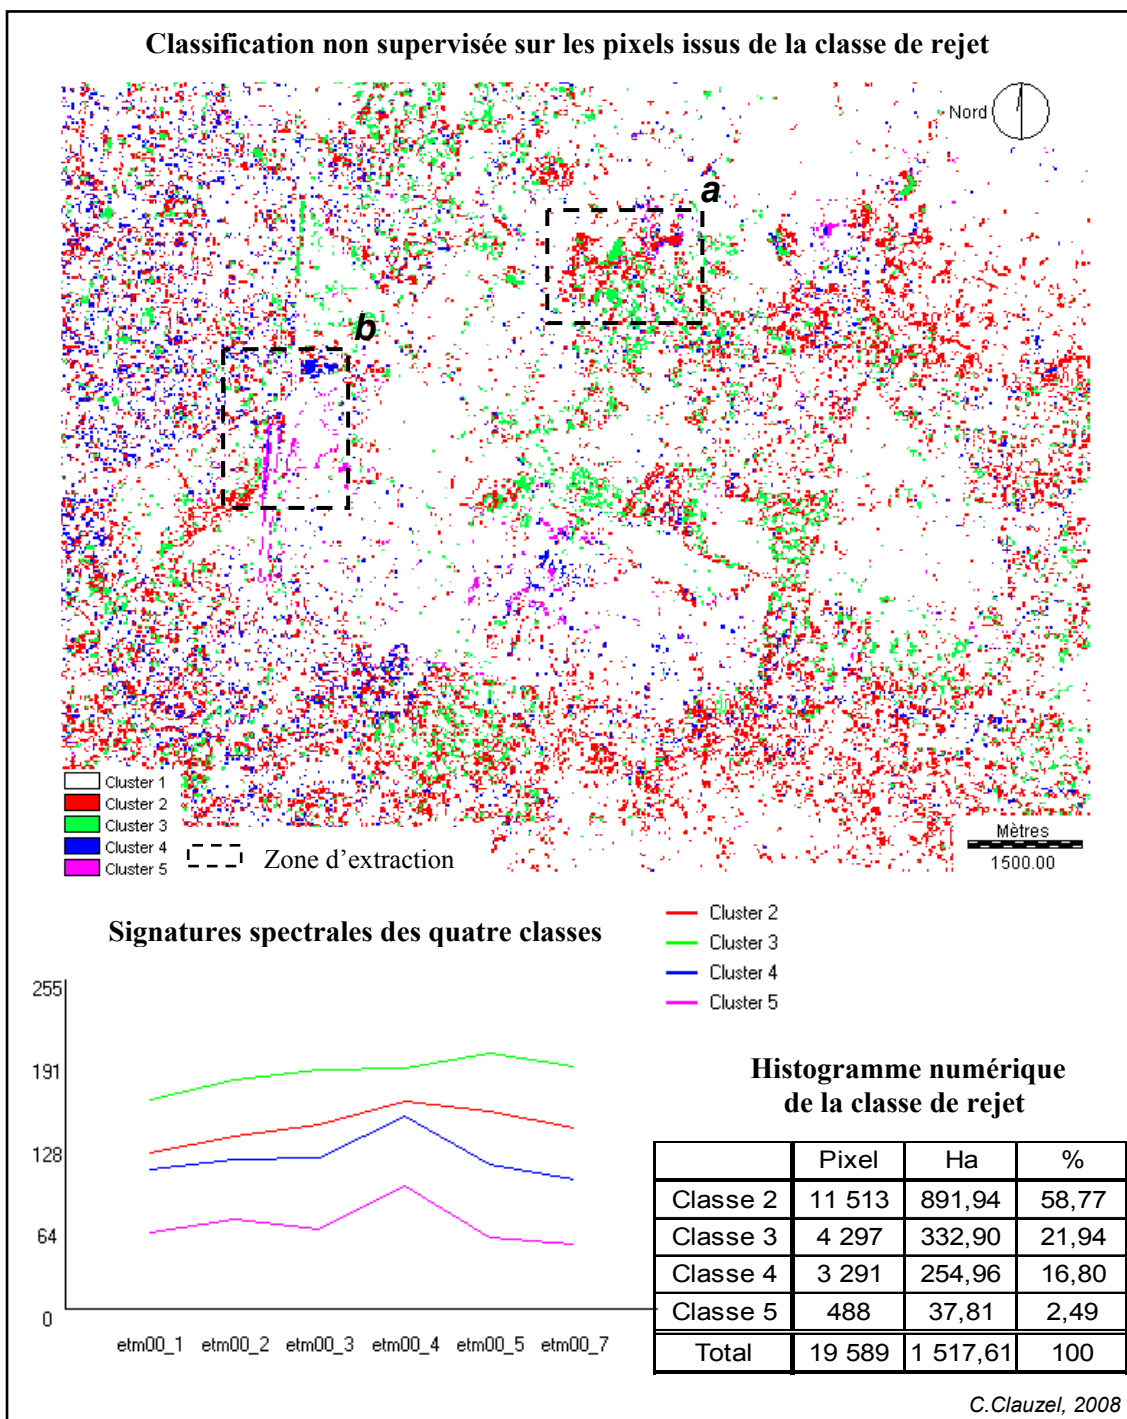 Classification non supervisée sur les pixels issus de la classe de rejet
Nord
a
b
Cluster 1
Cluster 2
Cluster 3
Cluster 4
Cluster 5
Zone d'extraction
Mètres
1500.00
Signatures spectrales des quatre classes
Cluster 2
Cluster 3
Cluster 4
Cluster 5
255
191
128
64
0
etm00_1 etm00_2 etm00_3 etm00_4 etm00_5 etm00_7
Histogramme numérique
de la classe de rejet
Pixel Ha %
Classe 2 11 513 891,94 58,77
Classe 3 4 297 332,90 21,94
Classe 4 3 291 254,96 16,80
Classe 5 488 37,81 2,49
Total 19 589 1 517,61 100
C.Clauzel, 2008